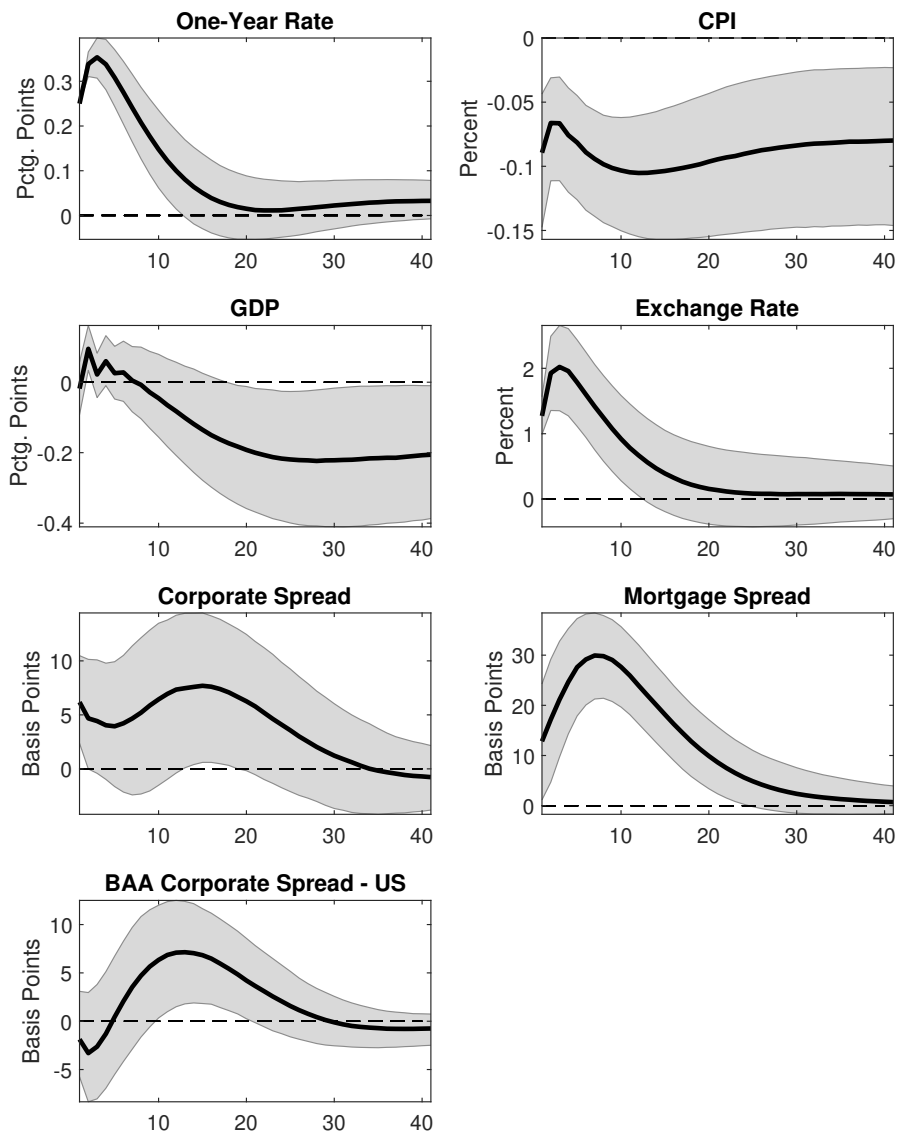 One-Year Rate
Pctg. Points
0.3
0.2
0.1
0
10 20 30 40
CPI
Percent
0
-0.05
-0.1
-0.15
10 20 30 40
GDP
Pctg. Points
0
-0.2
-0.4
10 20 30 40
Exchange Rate
Percent
2
1
0
10 20 30 40
Corporate Spread
Basis Points
10
5
0
10 20 30 40
Mortgage Spread
Basis Points
30
20
10
0
10 20 30 40
BAA Corporate Spread - US
Basis Points
10
5
0
-5
10 20 30 40